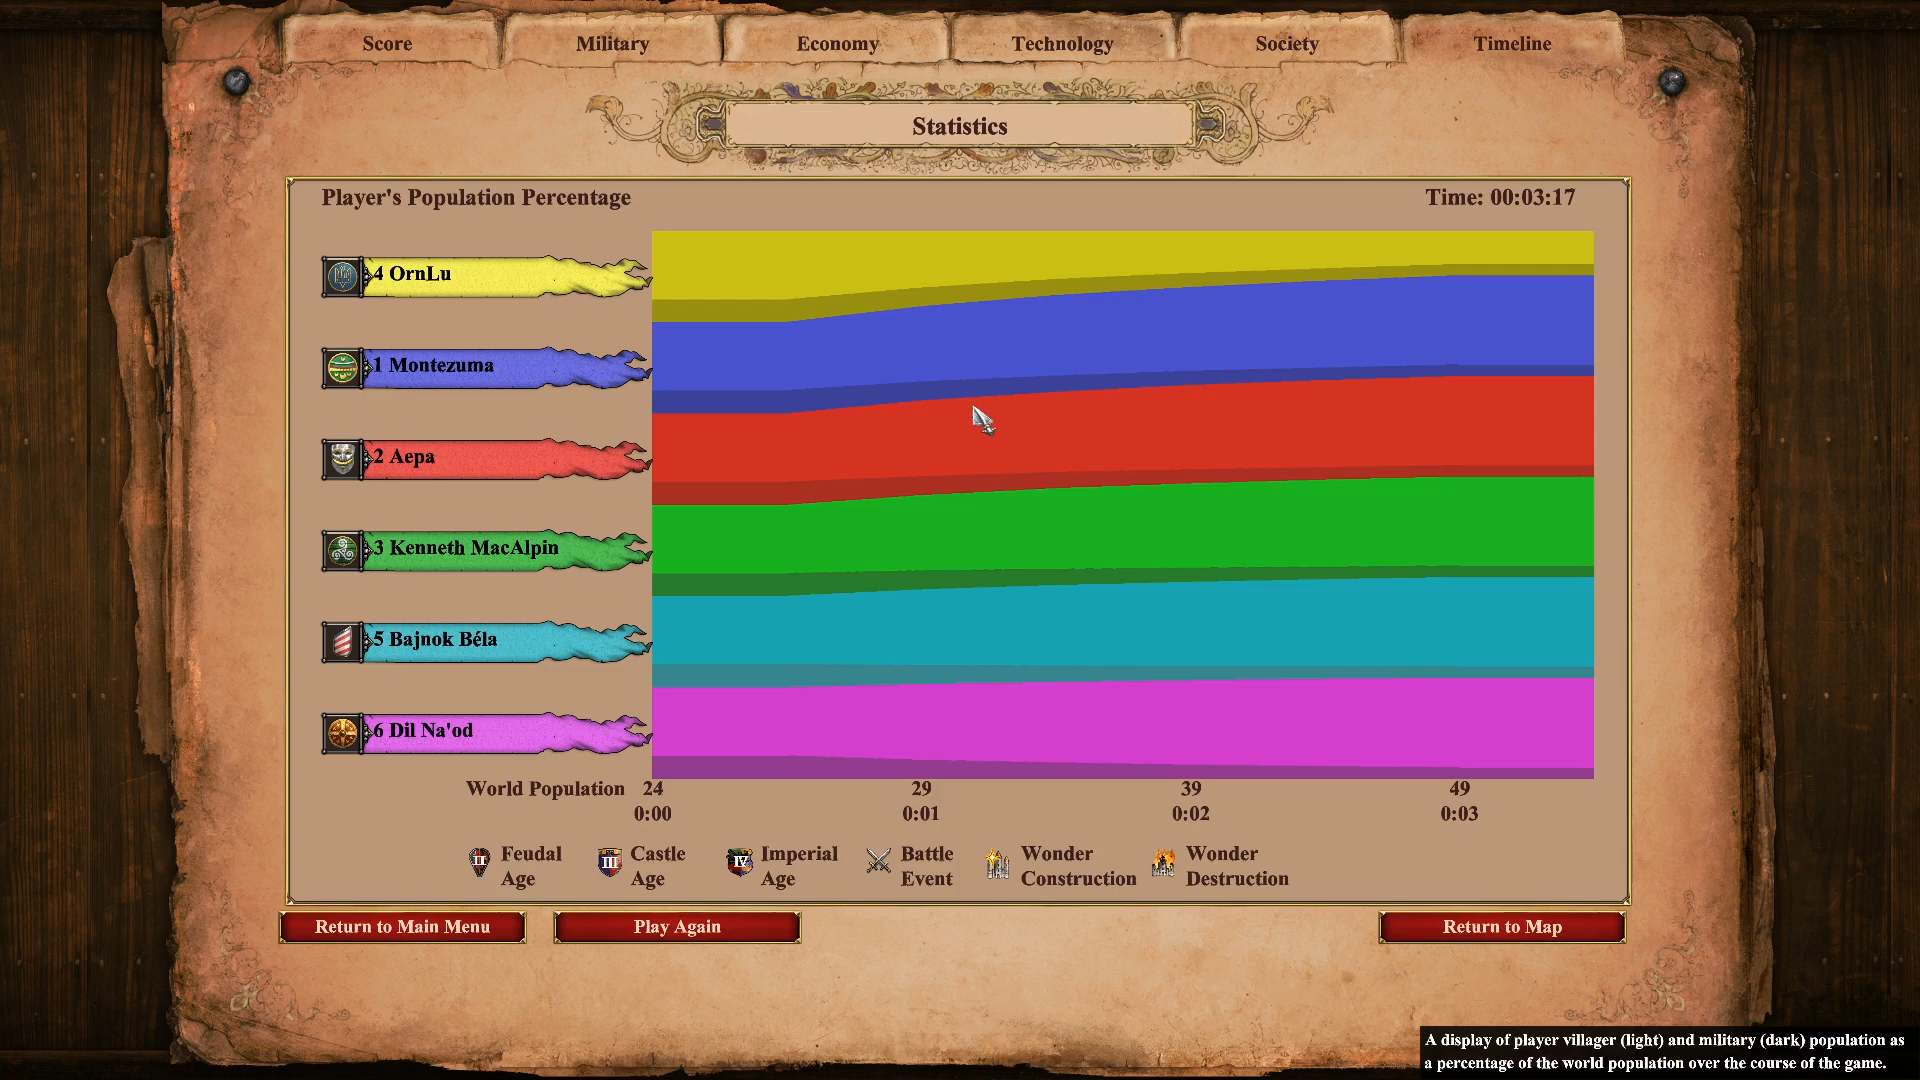 Score
Military
Economy
Technology
Society
Timeline
Statistics
Player's Population Percentage
Time: 00:03:17
4 OrnLu
1 Montezuma
2 Aepa
3 Kenneth MacAlpin
5 Bajnok Béla
6 Dil Na'od
World Population 24 29 39 49
0:00 0:01 0:02 0:03
II Feudal Age
III Castle Age
IV Imperial Age
Battle Event
Wonder Construction
Wonder Destruction
Return to Main Menu
Play Again
Return to Map
A display of player villager (light) and military (dark) population as
a percentage of the world population over the course of the game.